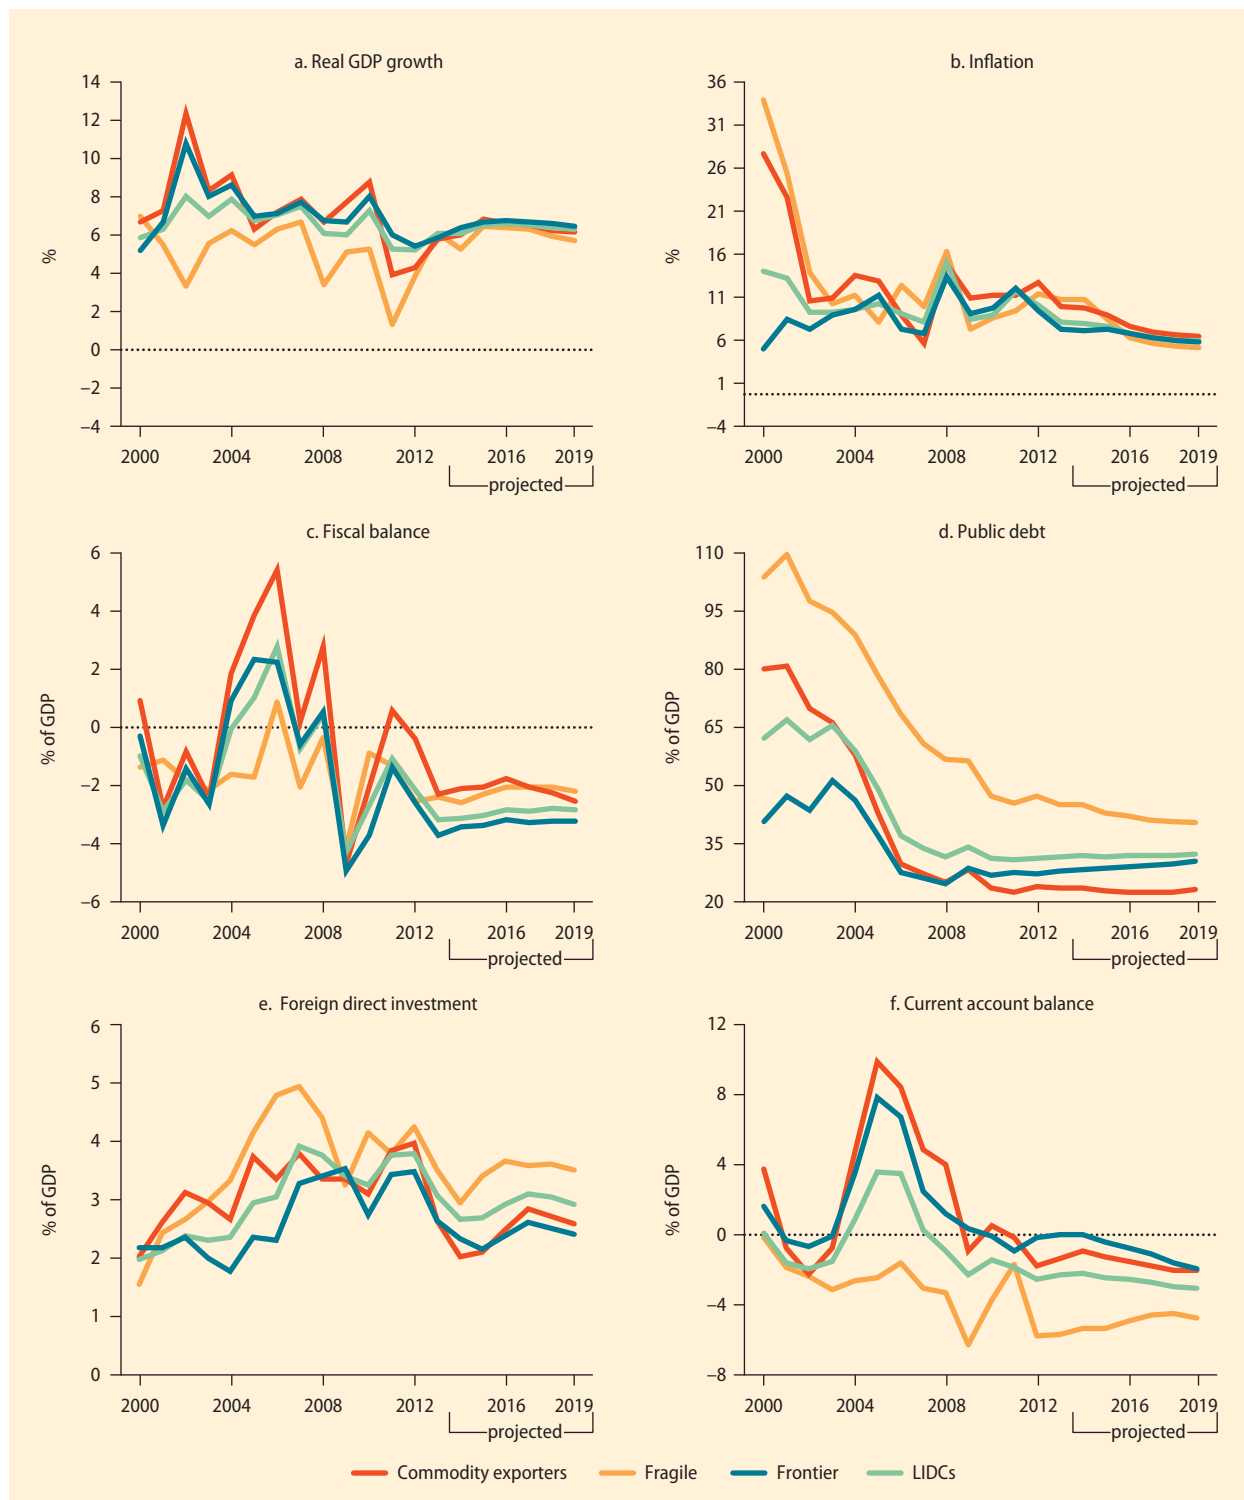 a. Real GDP growth
14
12
10
8
6
4
2
0
–2
–4
%
2000 2004 2008 2012 2016 2019
projected
b. Inflation
36
31
26
21
16
11
6
1
–4
%
2000 2004 2008 2012 2016 2019
projected
c. Fiscal balance
6
4
2
0
–2
–4
–6
% of GDP
2000 2004 2008 2012 2016 2019
projected
d. Public debt
110
95
80
65
50
35
20
% of GDP
2000 2004 2008 2012 2016 2019
projected
e. Foreign direct investment
6
5
4
3
2
1
0
% of GDP
2000 2004 2008 2012 2016 2019
projected
f. Current account balance
12
8
4
0
–4
–8
% of GDP
2000 2004 2008 2012 2016 2019
projected
Commodity exporters Fragile Frontier LIDCs